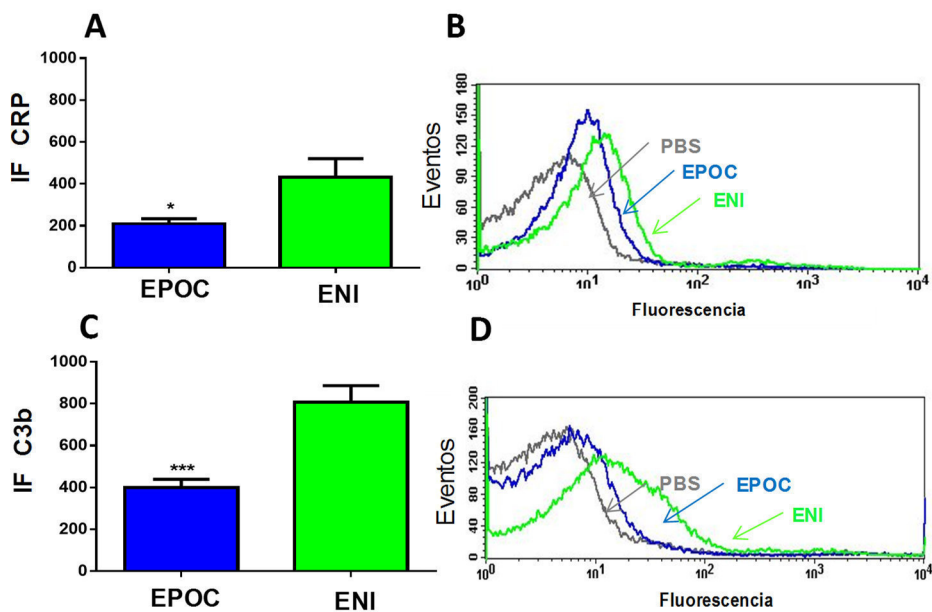 A
IF CRP
1000
800
600
400
200
0
*
EPOC
ENI
B
Eventos
180
150
120
90
60
30
0
PBS
EPOC
ENI
10⁰
10¹
10²
10³
10⁴
Fluorescencia
C
IF C3b
1000
800
600
400
200
0
***
EPOC
ENI
D
Eventos
200
160
120
80
40
0
PBS
EPOC
ENI
10⁰
10¹
10²
10³
10⁴
Fluorescencia